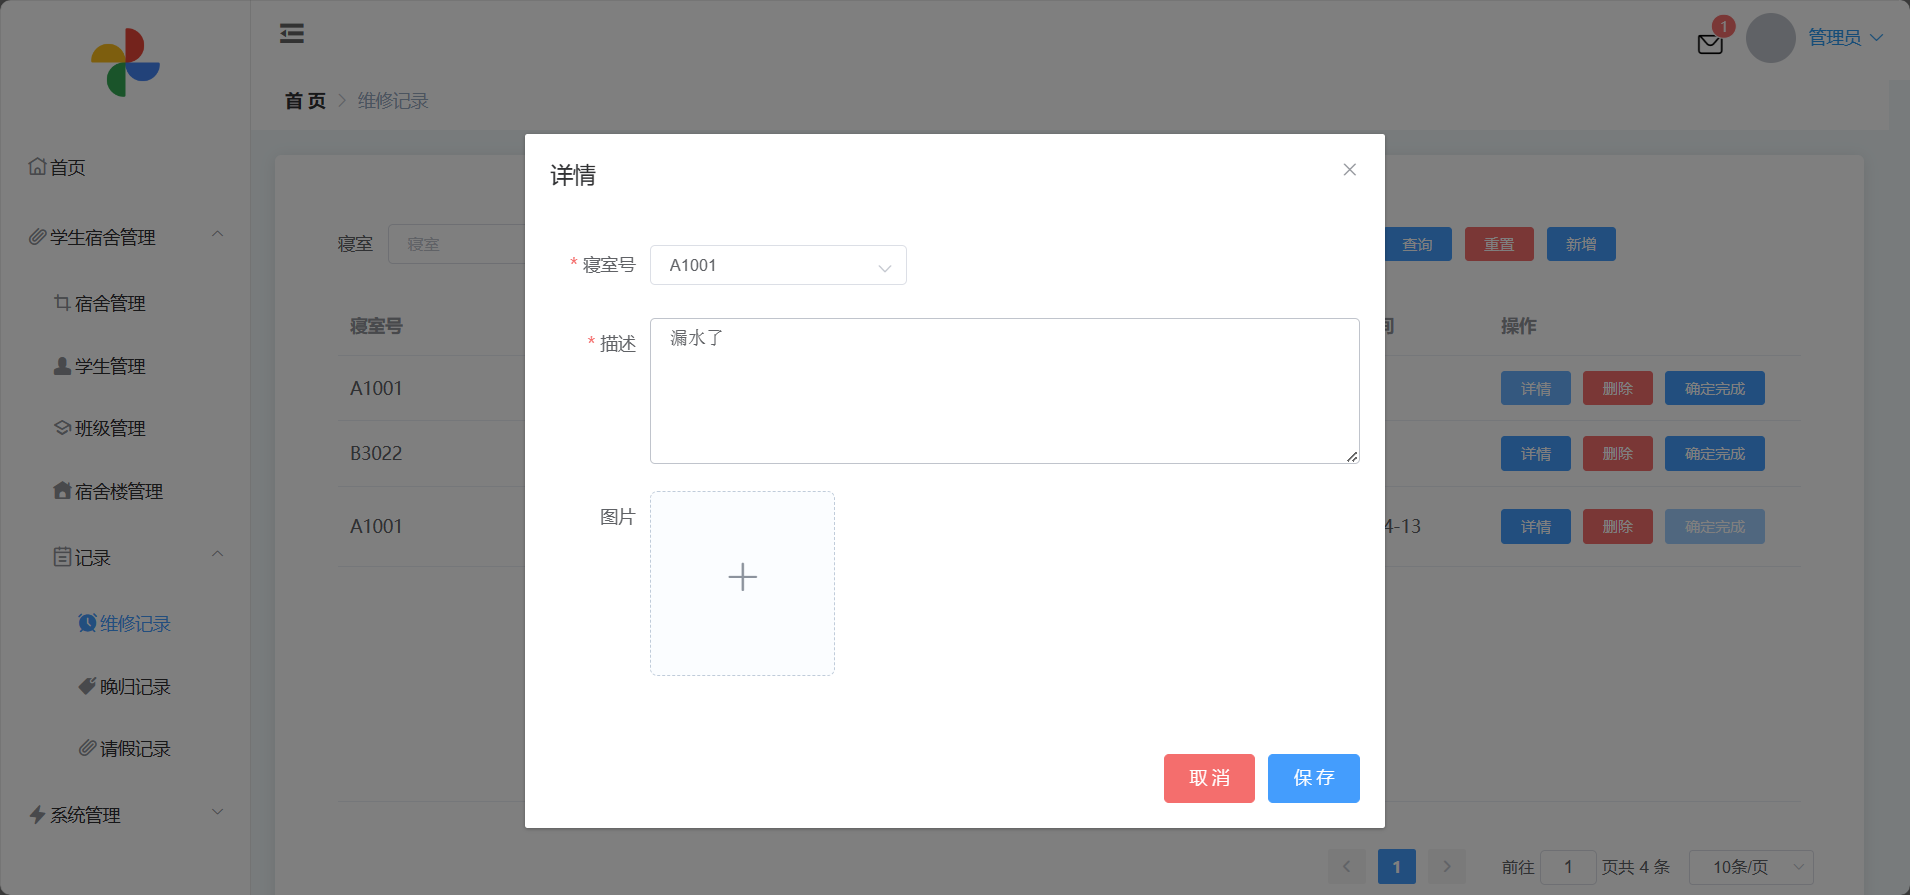 1
管理员
首页
维修记录
首页
学生宿舍管理
宿舍管理
学生管理
班级管理
宿舍楼管理
记录
维修记录
晚归记录
请假记录
系统管理
寝室 寝室 查询 重置 新增
寝室号 间 操作
A1001 详情 删除 确定完成
B3022 详情 删除 确定完成
A1001 4-13 详情 删除 确定完成
详情
* 寝室号 A1001
* 描述 漏水了
图片
取消 保存
1 前往 1 页共 4 条 10条/页